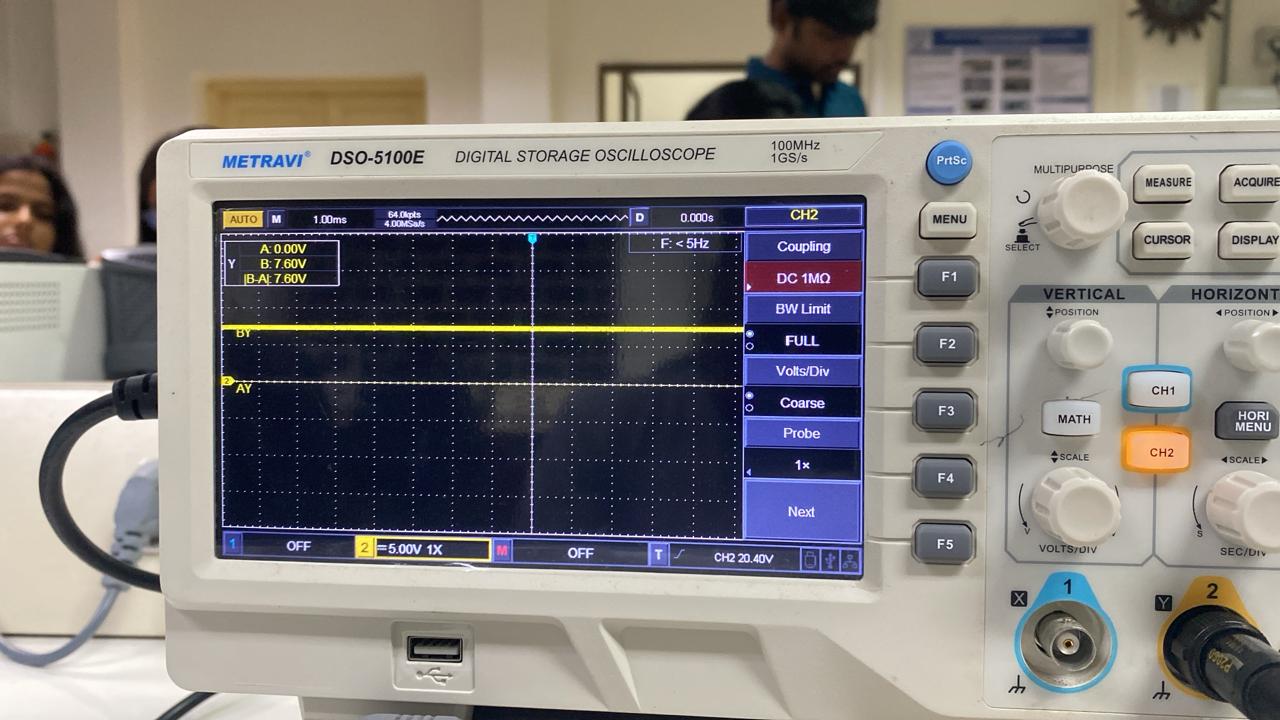 METRAVI® DSO-5100E DIGITAL STORAGE OSCILLOSCOPE 100MHz
1GS/s
PrtSc
AUTO M 1.00ms 64.0kpts
4.00MSa/s
D 0.000s CH2
F: < 5Hz
A: 0.00V
Y B: 7.60V
|B-A|: 7.60V
BY
2 AY
Coupling
DC 1MΩ
BW Limit
FULL
Volts/Div
Coarse
Probe
1×
Next
1 OFF 2 =5.00V 1X M OFF T CH2 20.40V
MENU
F1
F2
F3
F4
F5
MULTIPURPOSE
SELECT
MEASURE ACQUIRE
CURSOR DISPLAY
VERTICAL HORIZONT
POSITION POSITION
CH1
MATH HORI
MENU
CH2
SCALE SCALE
V S
VOLTS/DIV SEC/DIV
X 1 Y 2